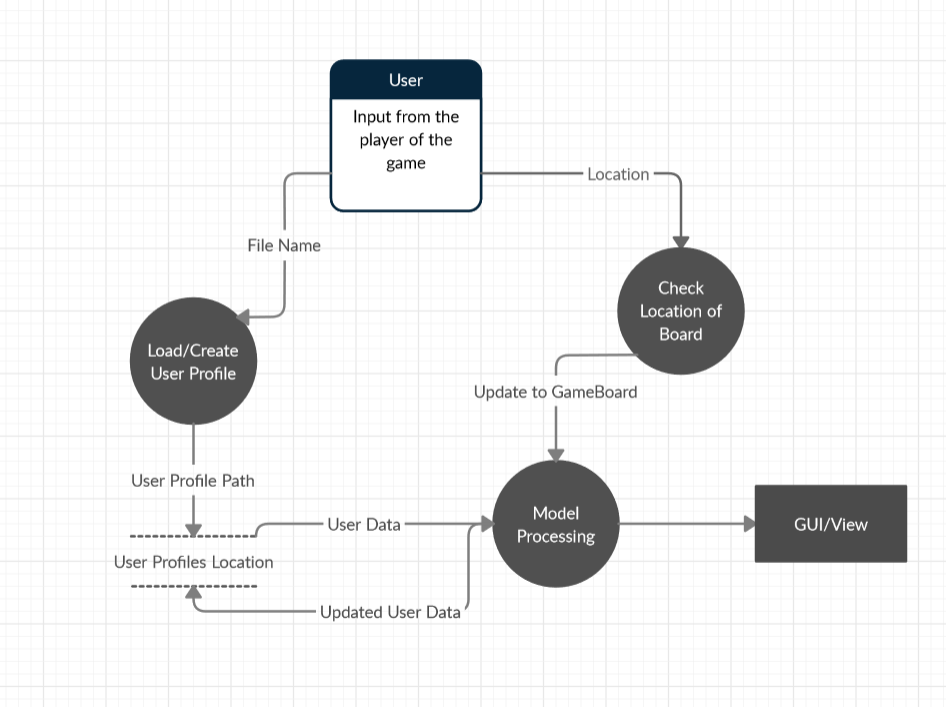 User
Input from the
player of the
game
Location
File Name
Check
Location of
Board
Load/Create
User Profile
Update to GameBoard
User Profile Path
User Data
Model
Processing
GUI/View
User Profiles Location
Updated User Data